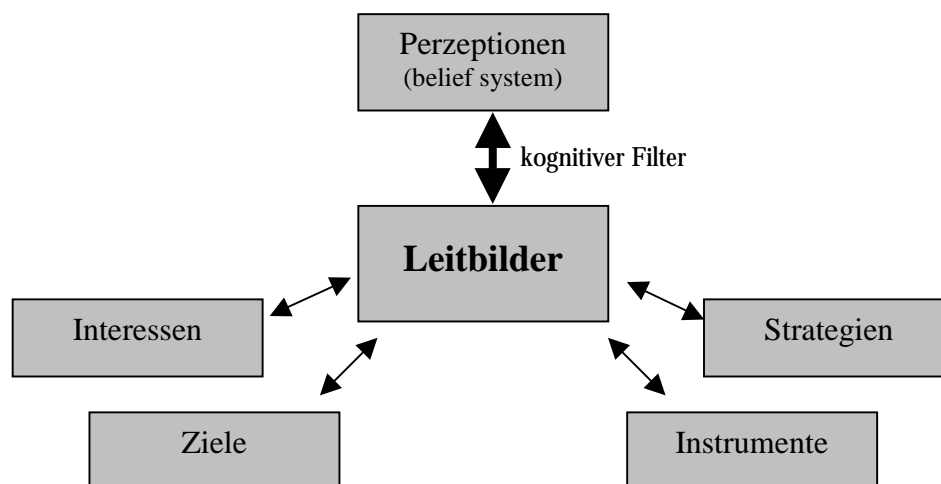 Perzeptionen
(belief system)
kognitiver Filter
Leitbilder
Interessen
Strategien
Ziele
Instrumente